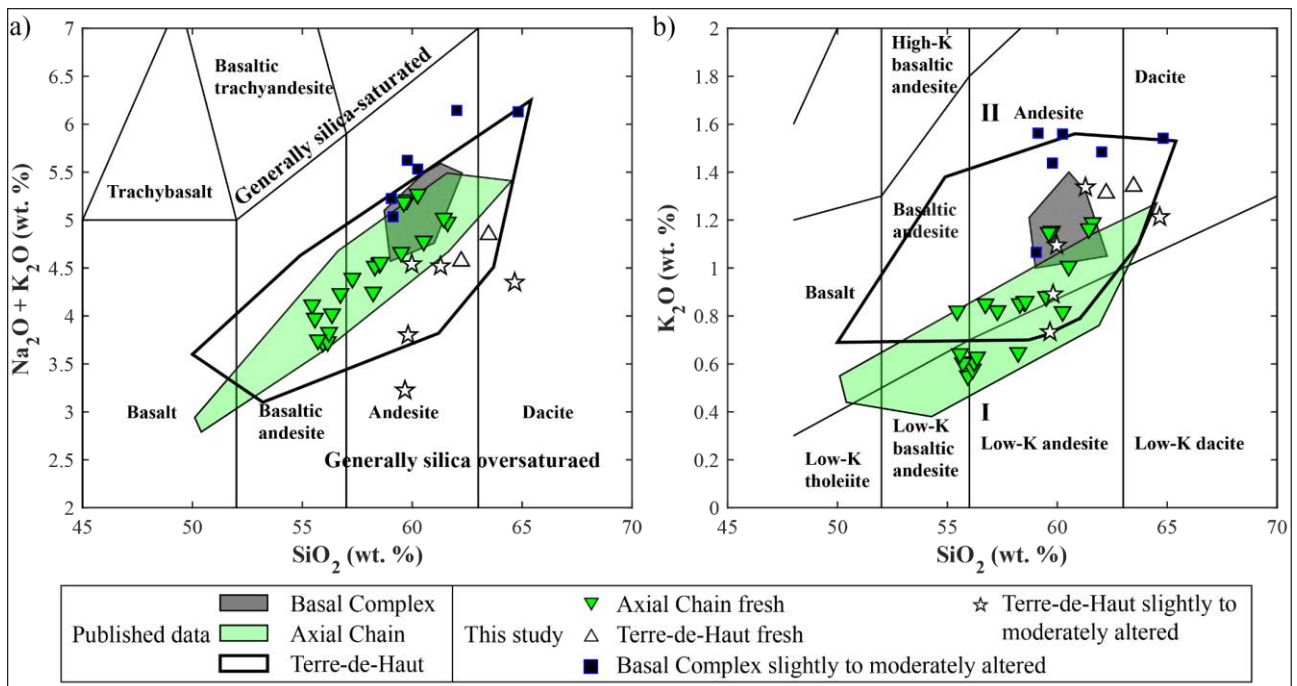 a)
7
6.5
6
5.5
5
4.5
4
3.5
3
2.5
2
Na2O + K2O (wt. %)
Basaltic
trachyandesite
Generally silica-saturated
Trachybasalt
Basalt
Basaltic
andesite
Andesite
Dacite
Generally silica oversaturaed
45
50
55
60
65
70
SiO2 (wt. %)
b)
2
1.8
1.6
1.4
1.2
1
0.8
0.6
0.4
0.2
0
K2O (wt. %)
High-K
basaltic
andesite
Dacite
II
Andesite
Basaltic
andesite
Basalt
I
Low-K
tholeiite
Low-K
basaltic
andesite
Low-K andesite
Low-K dacite
45
50
55
60
65
70
SiO2 (wt. %)
Published data
Basal Complex
Axial Chain
Terre-de-Haut
This study
Axial Chain fresh
Terre-de-Haut fresh
Basal Complex slightly to moderately altered
Terre-de-Haut slightly to
moderately altered